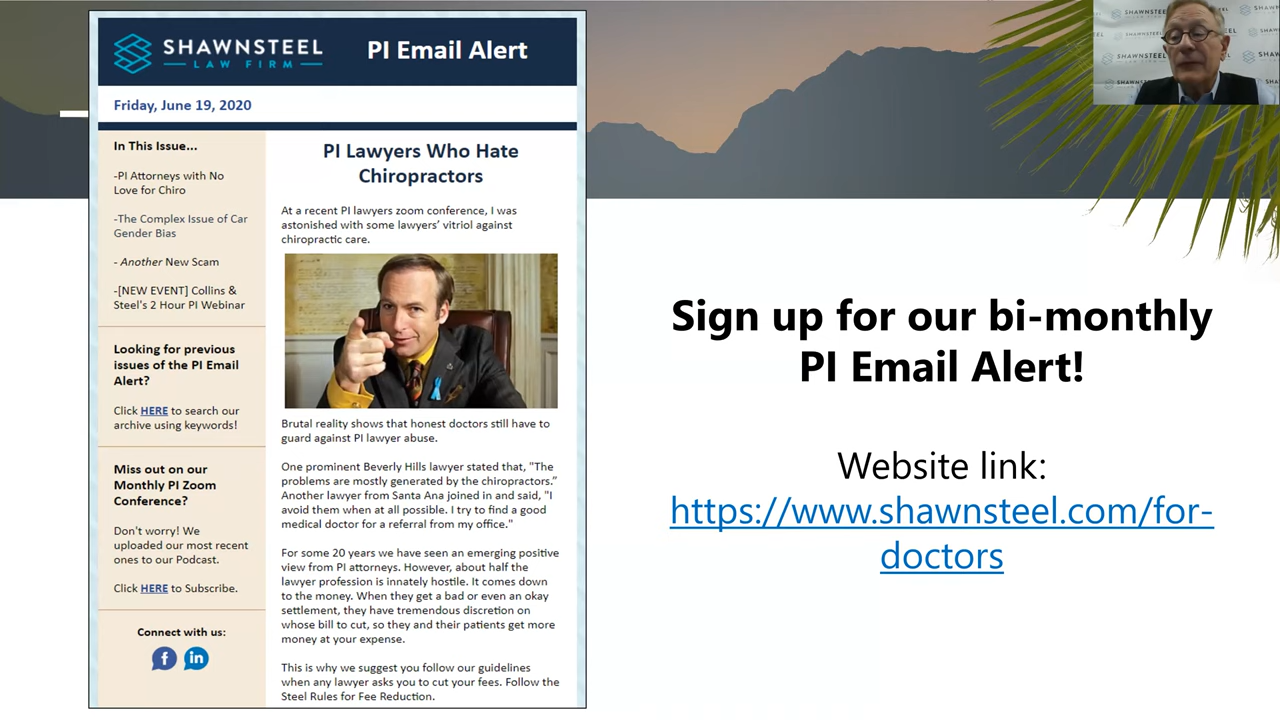 SHAWNSTEEL
LAW FIRM
PI Email Alert
Friday, June 19, 2020
In This Issue...
-PI Attorneys with No
Love for Chiro
-The Complex Issue of Car
Gender Bias
- Another New Scam
-[NEW EVENT] Collins &
Steel's 2 Hour PI Webinar
Looking for previous
issues of the PI Email
Alert?
Click HERE to search our
archive using keywords!
Miss out on our
Monthly PI Zoom
Conference?
Don't worry! We
uploaded our most recent
ones to our Podcast.
Click HERE to Subscribe.
Connect with us:
f in
PI Lawyers Who Hate
Chiropractors
At a recent PI lawyers zoom conference, I was
astonished with some lawyers’ vitriol against
chiropractic care.
Brutal reality shows that honest doctors still have to
guard against PI lawyer abuse.
One prominent Beverly Hills lawyer stated that, "The
problems are mostly generated by the chiropractors.”
Another lawyer from Santa Ana joined in and said, "I
avoid them when at all possible. I try to find a good
medical doctor for a referral from my office."
For some 20 years we have seen an emerging positive
view from PI attorneys. However, about half the
lawyer profession is innately hostile. It comes down
to the money. When they get a bad or even an okay
settlement, they have tremendous discretion on
whose bill to cut, so they and their patients get more
money at your expense.
This is why we suggest you follow our guidelines
when any lawyer asks you to cut your fees. Follow the
Steel Rules for Fee Reduction.
Sign up for our bi-monthly
PI Email Alert!
Website link:
https://www.shawnsteel.com/for-
doctors
SHAWNSTEEL
SHAWNSTEEL
SHAWNSTEEL